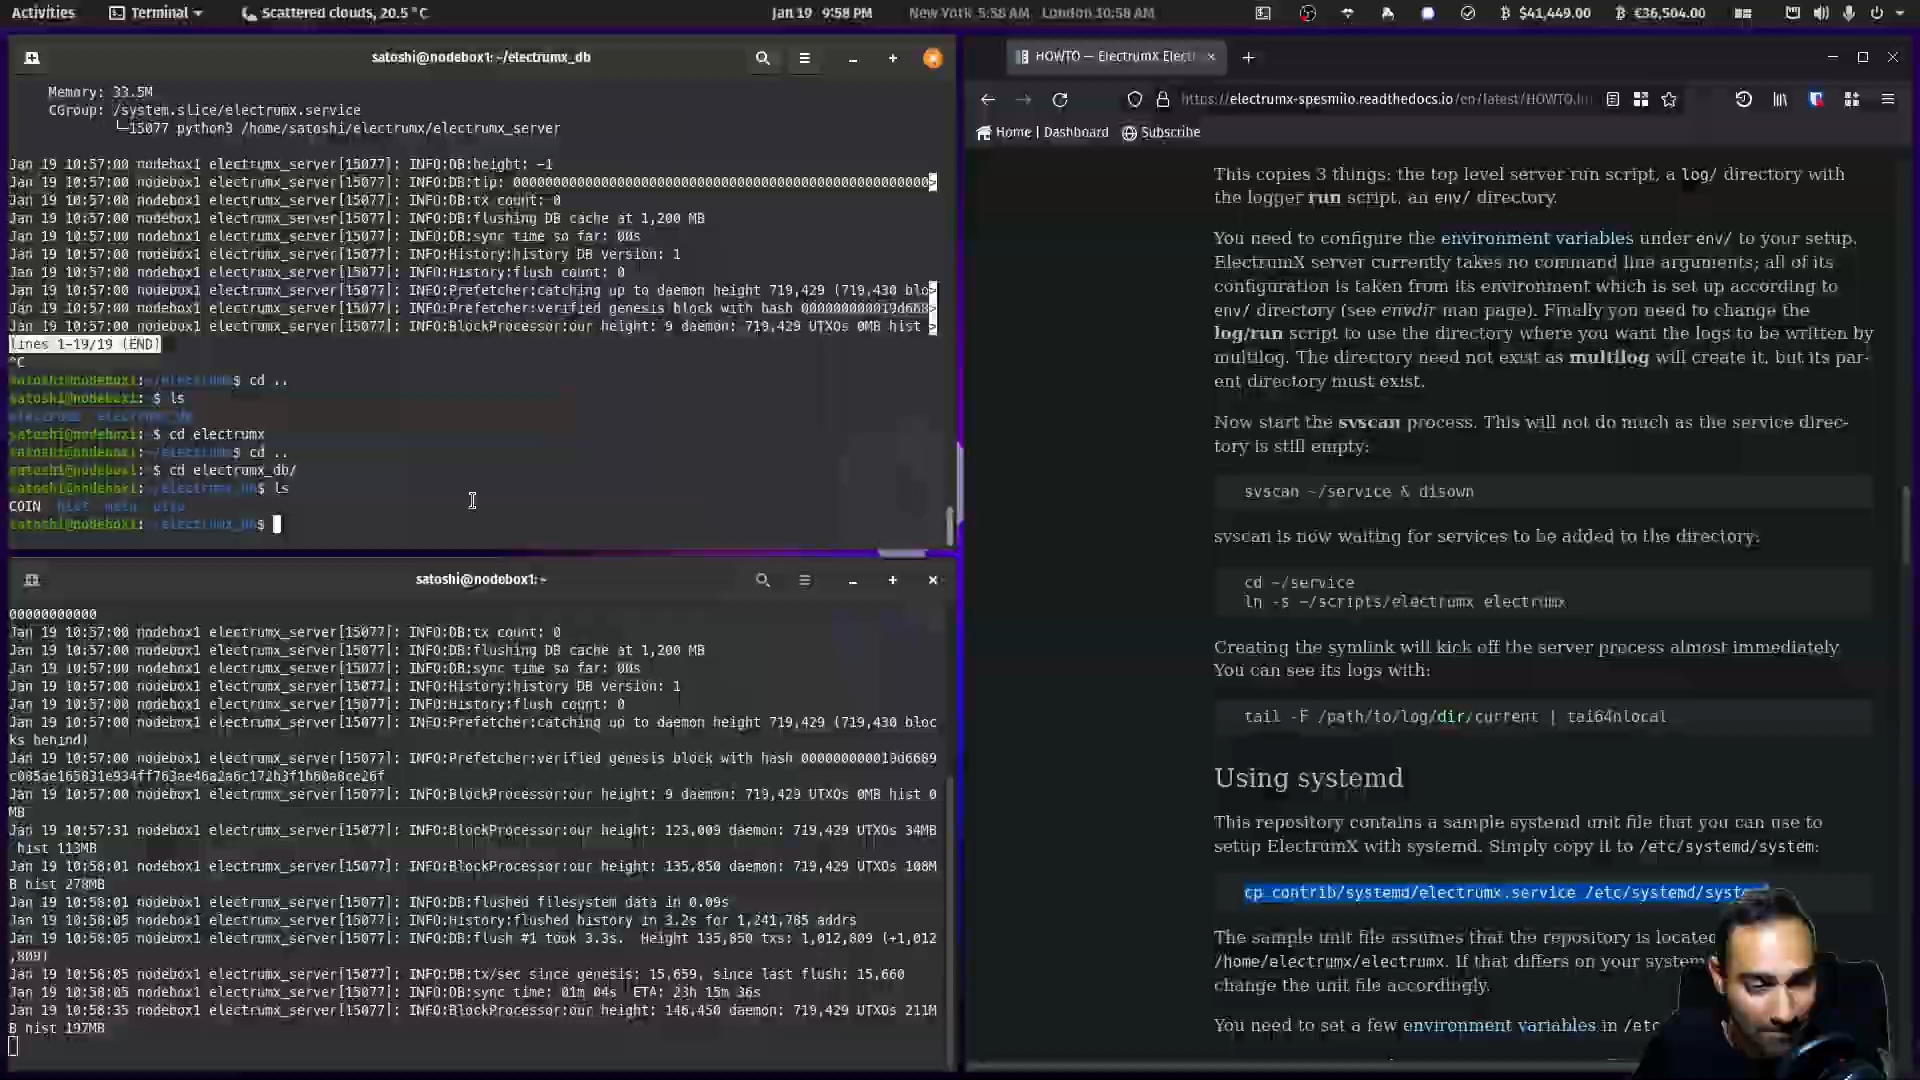 Activities
Terminal
Scattered clouds, 20.5 °C
Jan 19 9:58 PM
New York 5:58 AM London 10:58 AM
₿ $41,449.00
₿ €36,504.00
satoshi@nodebox1: ~/electrumx_db
Memory: 33.5M
CGroup: /system.slice/electrumx.service
└─15077 python3 /home/satoshi/electrumx/electrumx_server
Jan 19 10:57:00 nodebox1 electrumx_server[15077]: INFO:DB:height: -1
Jan 19 10:57:00 nodebox1 electrumx_server[15077]: INFO:DB:tip: 0000000000000000000000000000000000000000000000000000>
Jan 19 10:57:00 nodebox1 electrumx_server[15077]: INFO:DB:tx count: 0
Jan 19 10:57:00 nodebox1 electrumx_server[15077]: INFO:DB:flushing DB cache at 1,200 MB
Jan 19 10:57:00 nodebox1 electrumx_server[15077]: INFO:DB:sync time so far: 00s
Jan 19 10:57:00 nodebox1 electrumx_server[15077]: INFO:History:history DB version: 1
Jan 19 10:57:00 nodebox1 electrumx_server[15077]: INFO:History:flush count: 0
Jan 19 10:57:00 nodebox1 electrumx_server[15077]: INFO:Prefetcher:catching up to daemon height 719,429 (719,430 blo>
Jan 19 10:57:00 nodebox1 electrumx_server[15077]: INFO:Prefetcher:verified genesis block with hash 000000000019d668>
Jan 19 10:57:00 nodebox1 electrumx_server[15077]: INFO:BlockProcessor:our height: 9 daemon: 719,429 UTXOs 0MB hist >
lines 1-19/19 (END)
^C
satoshi@nodebox1:~/electrumx$ cd ..
satoshi@nodebox1:~$ ls
electrumx electrumx_db
satoshi@nodebox1:~$ cd electrumx
satoshi@nodebox1:~/electrumx$ cd ..
satoshi@nodebox1:~$ cd electrumx_db/
satoshi@nodebox1:~/electrumx_db$ ls
COIN hist meta utxo
satoshi@nodebox1:~/electrumx_db$
satoshi@nodebox1: ~
00000000000
Jan 19 10:57:00 nodebox1 electrumx_server[15077]: INFO:DB:tx count: 0
Jan 19 10:57:00 nodebox1 electrumx_server[15077]: INFO:DB:flushing DB cache at 1,200 MB
Jan 19 10:57:00 nodebox1 electrumx_server[15077]: INFO:DB:sync time so far: 00s
Jan 19 10:57:00 nodebox1 electrumx_server[15077]: INFO:History:history DB version: 1
Jan 19 10:57:00 nodebox1 electrumx_server[15077]: INFO:History:flush count: 0
Jan 19 10:57:00 nodebox1 electrumx_server[15077]: INFO:Prefetcher:catching up to daemon height 719,429 (719,430 bloc
ks behind)
Jan 19 10:57:00 nodebox1 electrumx_server[15077]: INFO:Prefetcher:verified genesis block with hash 000000000019d6689
c085ae165831e934ff763ae46a2a6c172b3f1b60a8ce26f
Jan 19 10:57:00 nodebox1 electrumx_server[15077]: INFO:BlockProcessor:our height: 9 daemon: 719,429 UTXOs 0MB hist 0
MB
Jan 19 10:57:31 nodebox1 electrumx_server[15077]: INFO:BlockProcessor:our height: 123,009 daemon: 719,429 UTXOs 34MB
hist 113MB
Jan 19 10:58:01 nodebox1 electrumx_server[15077]: INFO:BlockProcessor:our height: 135,850 daemon: 719,429 UTXOs 108M
B hist 278MB
Jan 19 10:58:01 nodebox1 electrumx_server[15077]: INFO:DB:flushed filesystem data in 0.09s
Jan 19 10:58:05 nodebox1 electrumx_server[15077]: INFO:History:flushed history in 3.2s for 1,241,785 addrs
Jan 19 10:58:05 nodebox1 electrumx_server[15077]: INFO:DB:flush #1 took 3.3s. Height 135,850 txs: 1,012,809 (+1,012
,809)
Jan 19 10:58:05 nodebox1 electrumx_server[15077]: INFO:DB:tx/sec since genesis: 15,659, since last flush: 15,660
Jan 19 10:58:05 nodebox1 electrumx_server[15077]: INFO:DB:sync time: 01m 04s ETA: 23h 15m 36s
Jan 19 10:58:35 nodebox1 electrumx_server[15077]: INFO:BlockProcessor:our height: 146,450 daemon: 719,429 UTXOs 211M
B hist 197MB
HOWTO — ElectrumX Elect
https://electrumx-spesmilo.readthedocs.io/en/latest/HOWTO.h
Home | Dashboard
Subscribe
This copies 3 things: the top level server run script, a log/ directory with
the logger run script, an env/ directory.
You need to configure the environment variables under env/ to your setup.
ElectrumX server currently takes no command line arguments; all of its
configuration is taken from its environment which is set up according to
env/ directory (see envdir man page). Finally you need to change the
log/run script to use the directory where you want the logs to be written by
multilog. The directory need not exist as multilog will create it, but its par-
ent directory must exist.
Now start the svscan process. This will not do much as the service direc-
tory is still empty:
svscan ~/service & disown
svscan is now waiting for services to be added to the directory:
cd ~/service
ln -s ~/scripts/electrumx electrumx
Creating the symlink will kick off the server process almost immediately
You can see its logs with:
tail -F /path/to/log/dir/current | tai64nlocal
Using systemd
This repository contains a sample systemd unit file that you can use to
setup ElectrumX with systemd. Simply copy it to /etc/systemd/system:
cp contrib/systemd/electrumx.service /etc/systemd/syste
The sample unit file assumes that the repository is located
/home/electrumx/electrumx. If that differs on your system
change the unit file accordingly.
You need to set a few environment variables in /etc